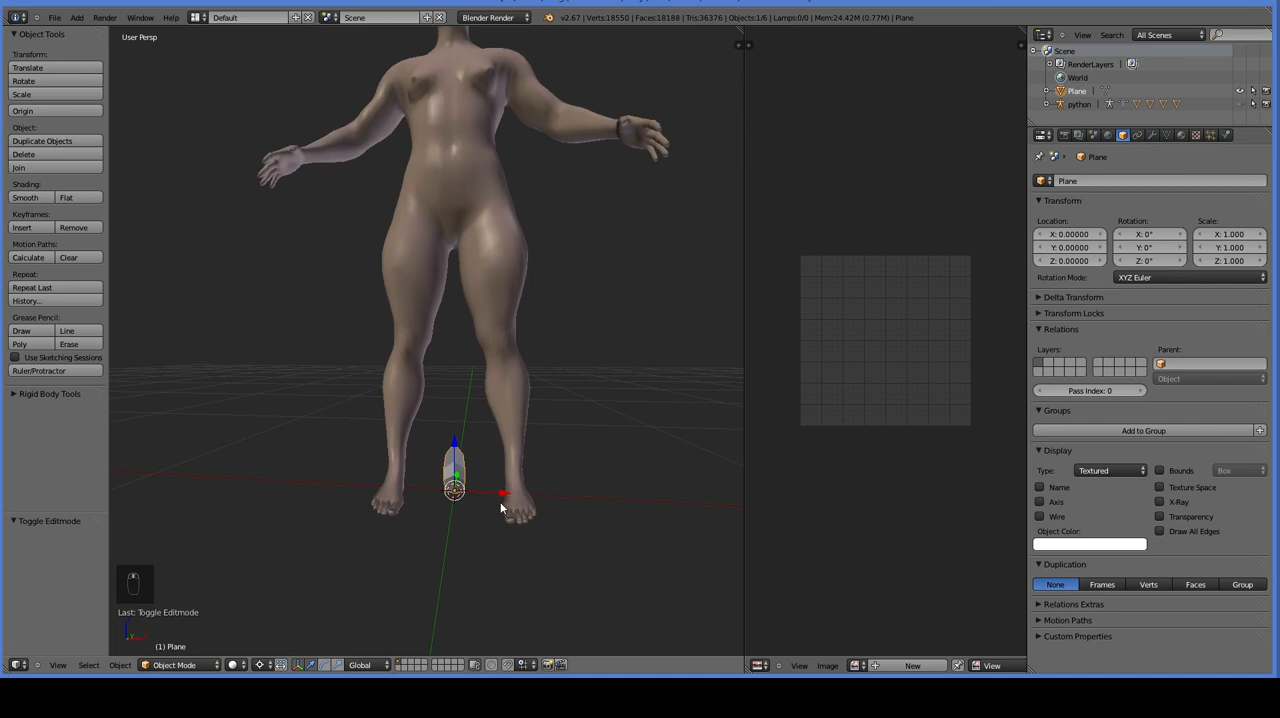 File Add Render Window Help Default Scene Blender Render v2.67 | Verts:18550 | Faces:18188 | Tris:36376 | Objects:1/6 | Lamps:0/0 | Mem:24.42M (0.77M) | Plane
Object Tools
Transform:
Translate
Rotate
Scale
Origin
Object:
Duplicate Objects
Delete
Join
Shading:
Smooth Flat
Keyframes:
Insert Remove
Motion Paths:
Calculate Clear
Repeat:
Repeat Last
History...
Grease Pencil:
Draw Line
Poly Erase
Use Sketching Sessions
Ruler/Protractor
Rigid Body Tools
Toggle Editmode
User Persp
Last: Toggle Editmode
(1) Plane
View Select Object Object Mode Global
View Image New View
View Search All Scenes
Scene
RenderLayers |
World
Plane |
python |
Plane
Plane
Transform
Location: Rotation: Scale:
X: 0.00000 X: 0° X: 1.000
Y: 0.00000 Y: 0° Y: 1.000
Z: 0.00000 Z: 0° Z: 1.000
Rotation Mode: XYZ Euler
Delta Transform
Transform Locks
Relations
Layers: Parent:
Object
Pass Index: 0
Groups
Add to Group
Display
Type: Textured Bounds Box
Name Texture Space
Axis X-Ray
Wire Transparency
Object Color: Draw All Edges
Duplication
None Frames Verts Faces Group
Relations Extras
Motion Paths
Custom Properties